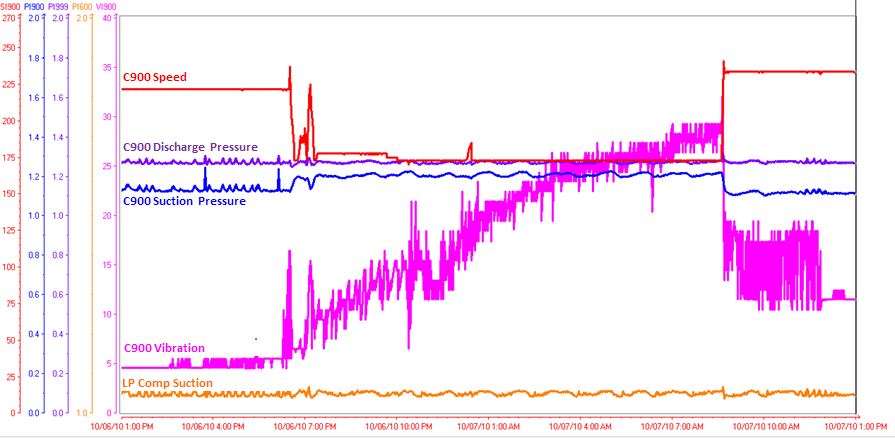 SI900 PI900 PI999 PI600 VI900
270 2.0 2.0 2.0 40
250
1.8 1.8 35
225
C900 Speed
1.6 1.6
200 30
1.4 1.4
C900 Discharge Pressure
175
25
1.2 1.2
C900 Suction Pressure
150
1.0 1.0 20
125
0.8 0.8
100 15
0.6 0.6
75 10
0.4 0.4
C900 Vibration
50 5
0.2 0.2
LP Comp Suction
25
0 0.0 0.0 1.0 0
10/06/10 1:00 PM 10/06/10 4:00 PM 10/06/10 7:00 PM 10/06/10 10:00 PM 10/07/10 1:00 AM 10/07/10 4:00 AM 10/07/10 7:00 AM 10/07/10 10:00 AM 10/07/10 1:00 PM